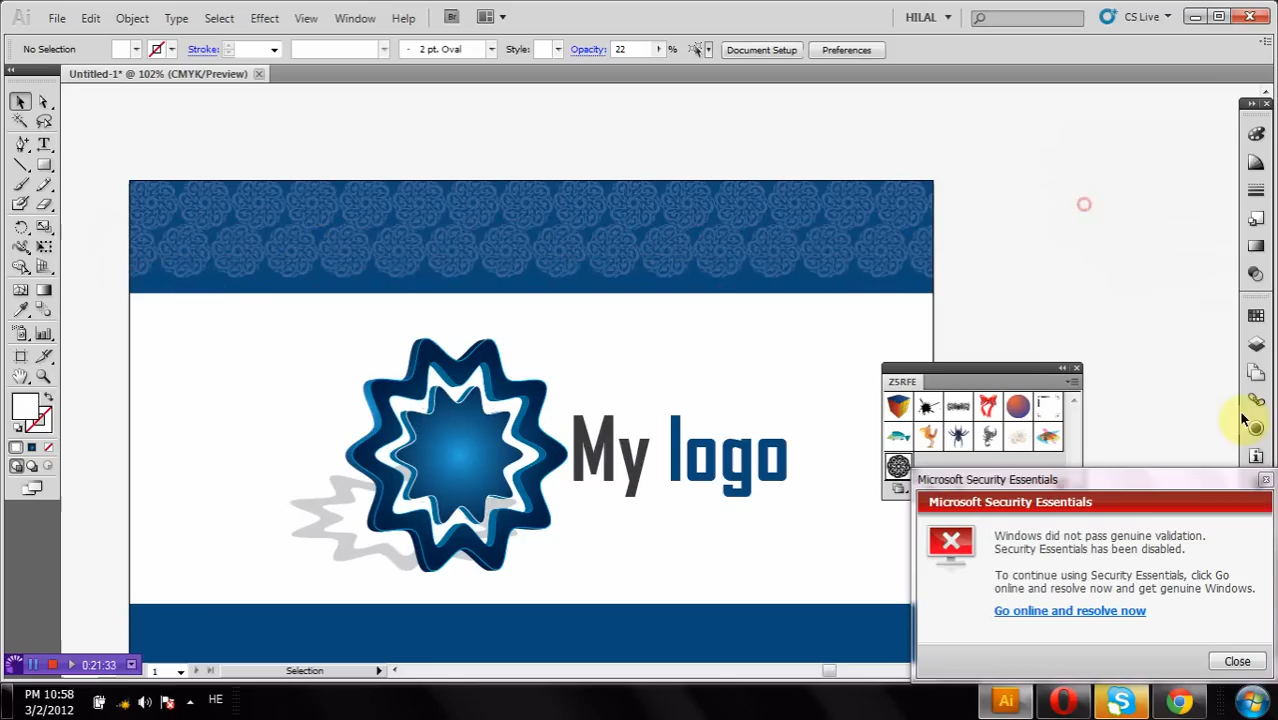 Ai File Edit Object Type Select Effect View Window Help Br HILAL CS Live
No Selection Stroke: 2 pt. Oval Style: Opacity: 22 % Document Setup Preferences
Untitled-1* @ 102% (CMYK/Preview)
Z5RFE
My logo
Microsoft Security Essentials
Microsoft Security Essentials
Windows did not pass genuine validation.
Security Essentials has been disabled.
To continue using Security Essentials, click Go
online and resolve now and get genuine Windows.
Go online and resolve now
Close
0:21:33 1 Selection
PM 10:58
3/2/2012
HE
Ai